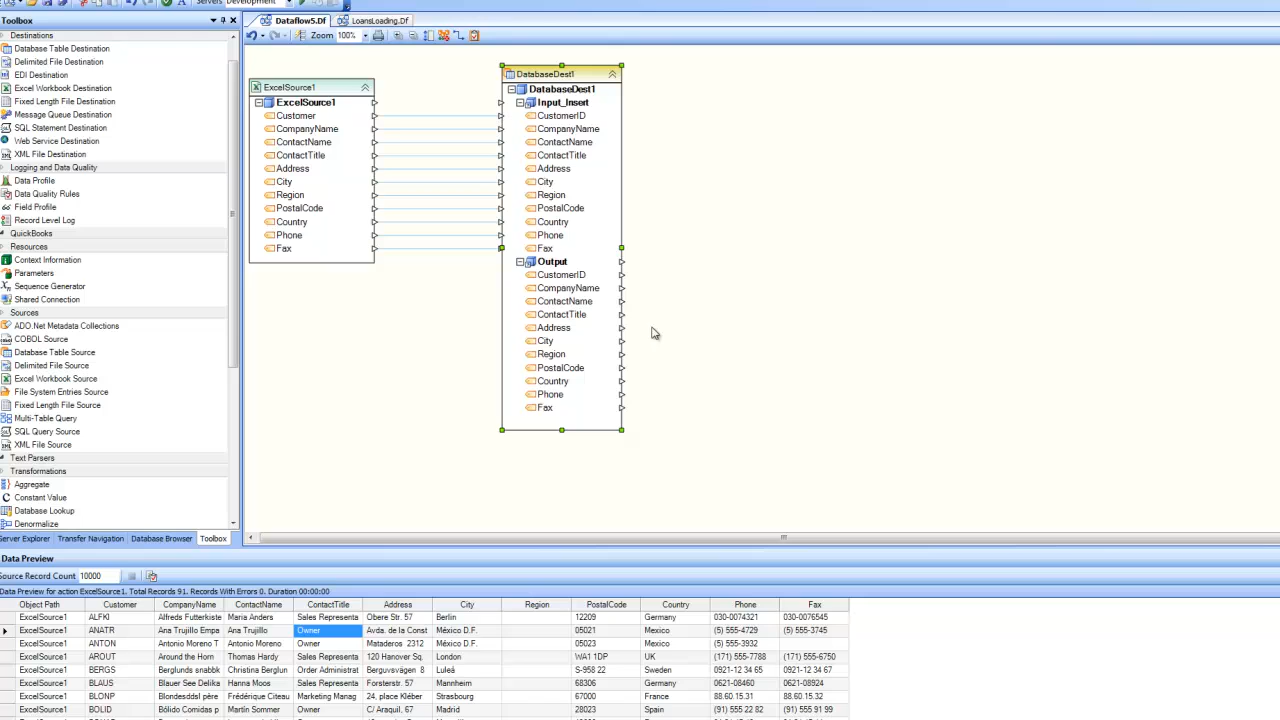 Servers Development
Toolbox
Destinations
Database Table Destination
Delimited File Destination
EDI Destination
Excel Workbook Destination
Fixed Length File Destination
Message Queue Destination
SQL Statement Destination
Web Service Destination
XML File Destination
Logging and Data Quality
Data Profile
Data Quality Rules
Field Profile
Record Level Log
QuickBooks
Resources
Context Information
Parameters
Sequence Generator
Shared Connection
Sources
ADO.Net Metadata Collections
COBOL Source
Database Table Source
Delimited File Source
Excel Workbook Source
File System Entries Source
Fixed Length File Source
Multi-Table Query
SQL Query Source
XML File Source
Text Parsers
Transformations
Aggregate
Constant Value
Database Lookup
Denormalize
Server Explorer Transfer Navigation Database Browser Toolbox
Dataflow5.Df LoansLoading.Df
Zoom 100%
ExcelSource1
ExcelSource1
Customer
CompanyName
ContactName
ContactTitle
Address
City
Region
PostalCode
Country
Phone
Fax
DatabaseDest1
DatabaseDest1
Input_Insert
CustomerID
CompanyName
ContactName
ContactTitle
Address
City
Region
PostalCode
Country
Phone
Fax
Output
CustomerID
CompanyName
ContactName
ContactTitle
Address
City
Region
PostalCode
Country
Phone
Fax
Data Preview
Source Record Count 10000
Data Preview for action ExcelSource1. Total Records 91. Records With Errors 0. Duration 00:00:00
Object Path Customer CompanyName ContactName ContactTitle Address City Region PostalCode Country Phone Fax
ExcelSource1 ALFKI Alfreds Futterkiste Maria Anders Sales Representa Obere Str. 57 Berlin 12209 Germany 030-0074321 030-0076545
ExcelSource1 ANATR Ana Trujillo Empa Ana Trujillo Owner Avda. de la Const México D.F. 05021 Mexico (5) 555-4729 (5) 555-3745
ExcelSource1 ANTON Antonio Moreno T Antonio Moreno Owner Mataderos 2312 México D.F. 05023 Mexico (5) 555-3932
ExcelSource1 AROUT Around the Horn Thomas Hardy Sales Representa 120 Hanover Sq. London WA1 1DP UK (171) 555-7788 (171) 555-6750
ExcelSource1 BERGS Berglunds snabbk Christina Berglun Order Administrat Berguvsvägen 8 Luleå S-958 22 Sweden 0921-12 34 65 0921-12 34 67
ExcelSource1 BLAUS Blauer See Delika Hanna Moos Sales Representa Forsterstr. 57 Mannheim 68306 Germany 0621-08460 0621-08924
ExcelSource1 BLONP Blondesddsl père Frédérique Citeau Marketing Manag 24, place Kléber Strasbourg 67000 France 88.60.15.31 88.60.15.32
ExcelSource1 BOLID Bólido Comidas p Martín Sommer Owner C/ Araquil, 67 Madrid 28023 Spain (91) 555 22 82 (91) 555 91 99